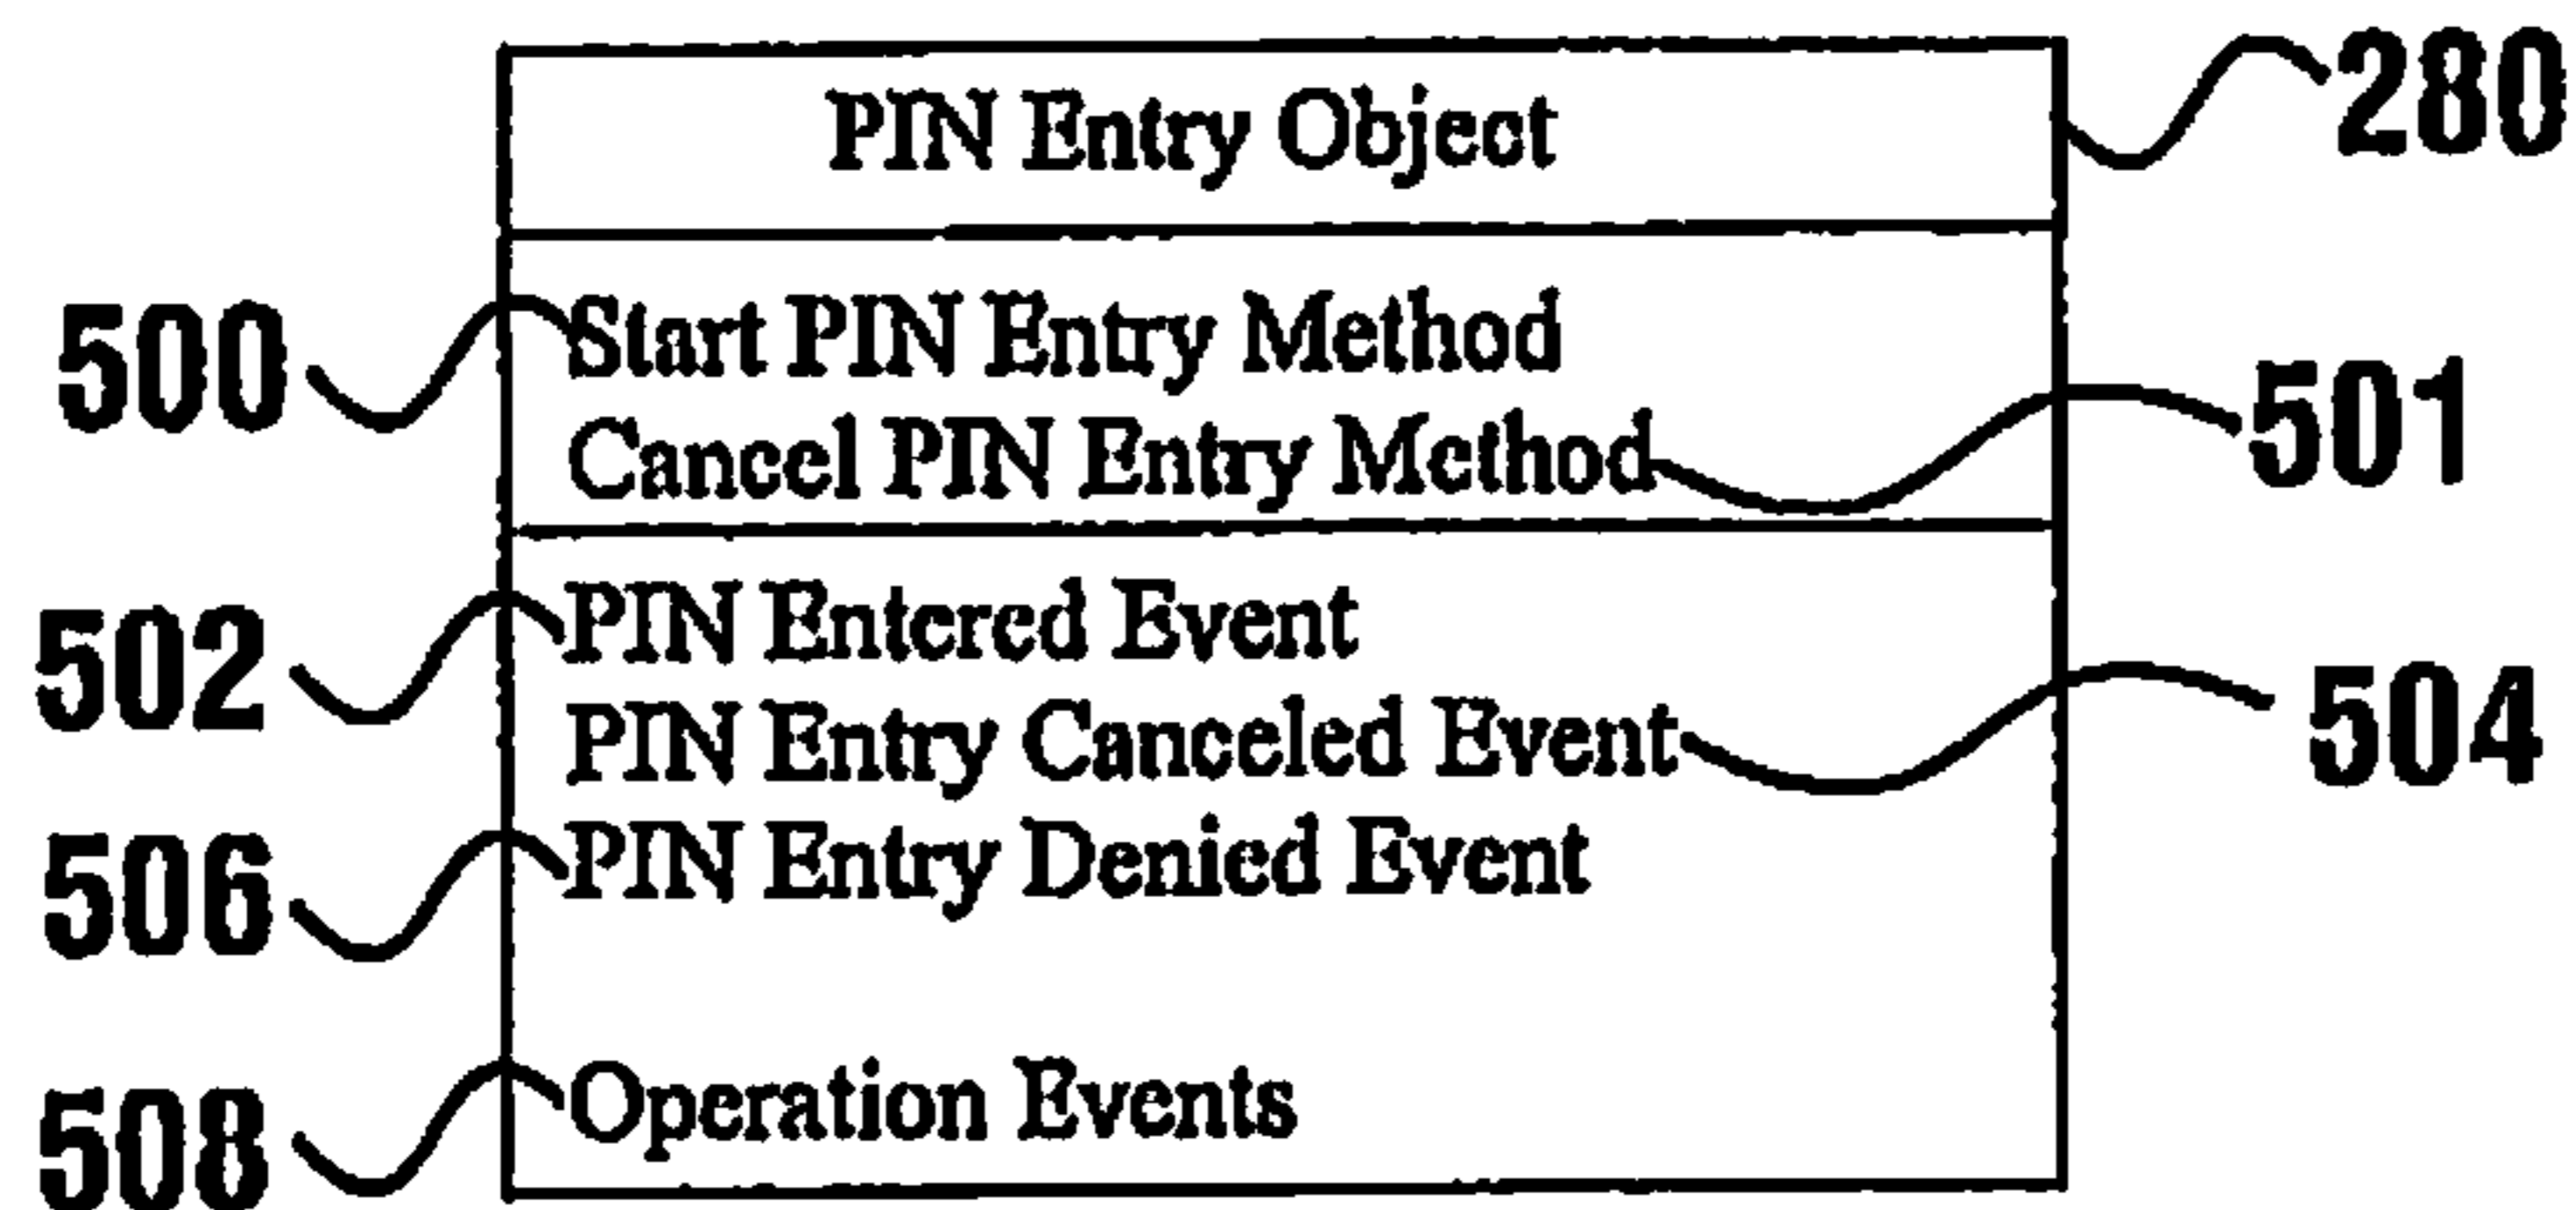 PIN Entry Object 280
500 Start PIN Entry Method
Cancel PIN Entry Method 501
502 PIN Entered Event
PIN Entry Canceled Event 504
506 PIN Entry Denied Event
508 Operation Events